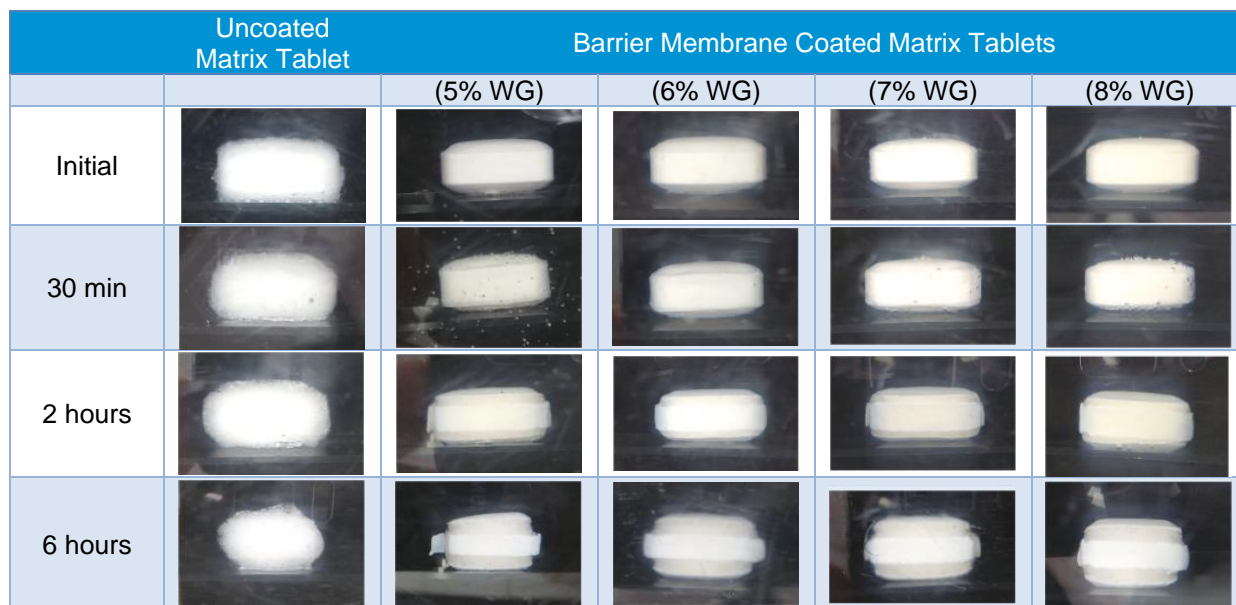 Uncoated
Matrix Tablet
Barrier Membrane Coated Matrix Tablets
(5% WG) (6% WG) (7% WG) (8% WG)
Initial
30 min
2 hours
6 hours